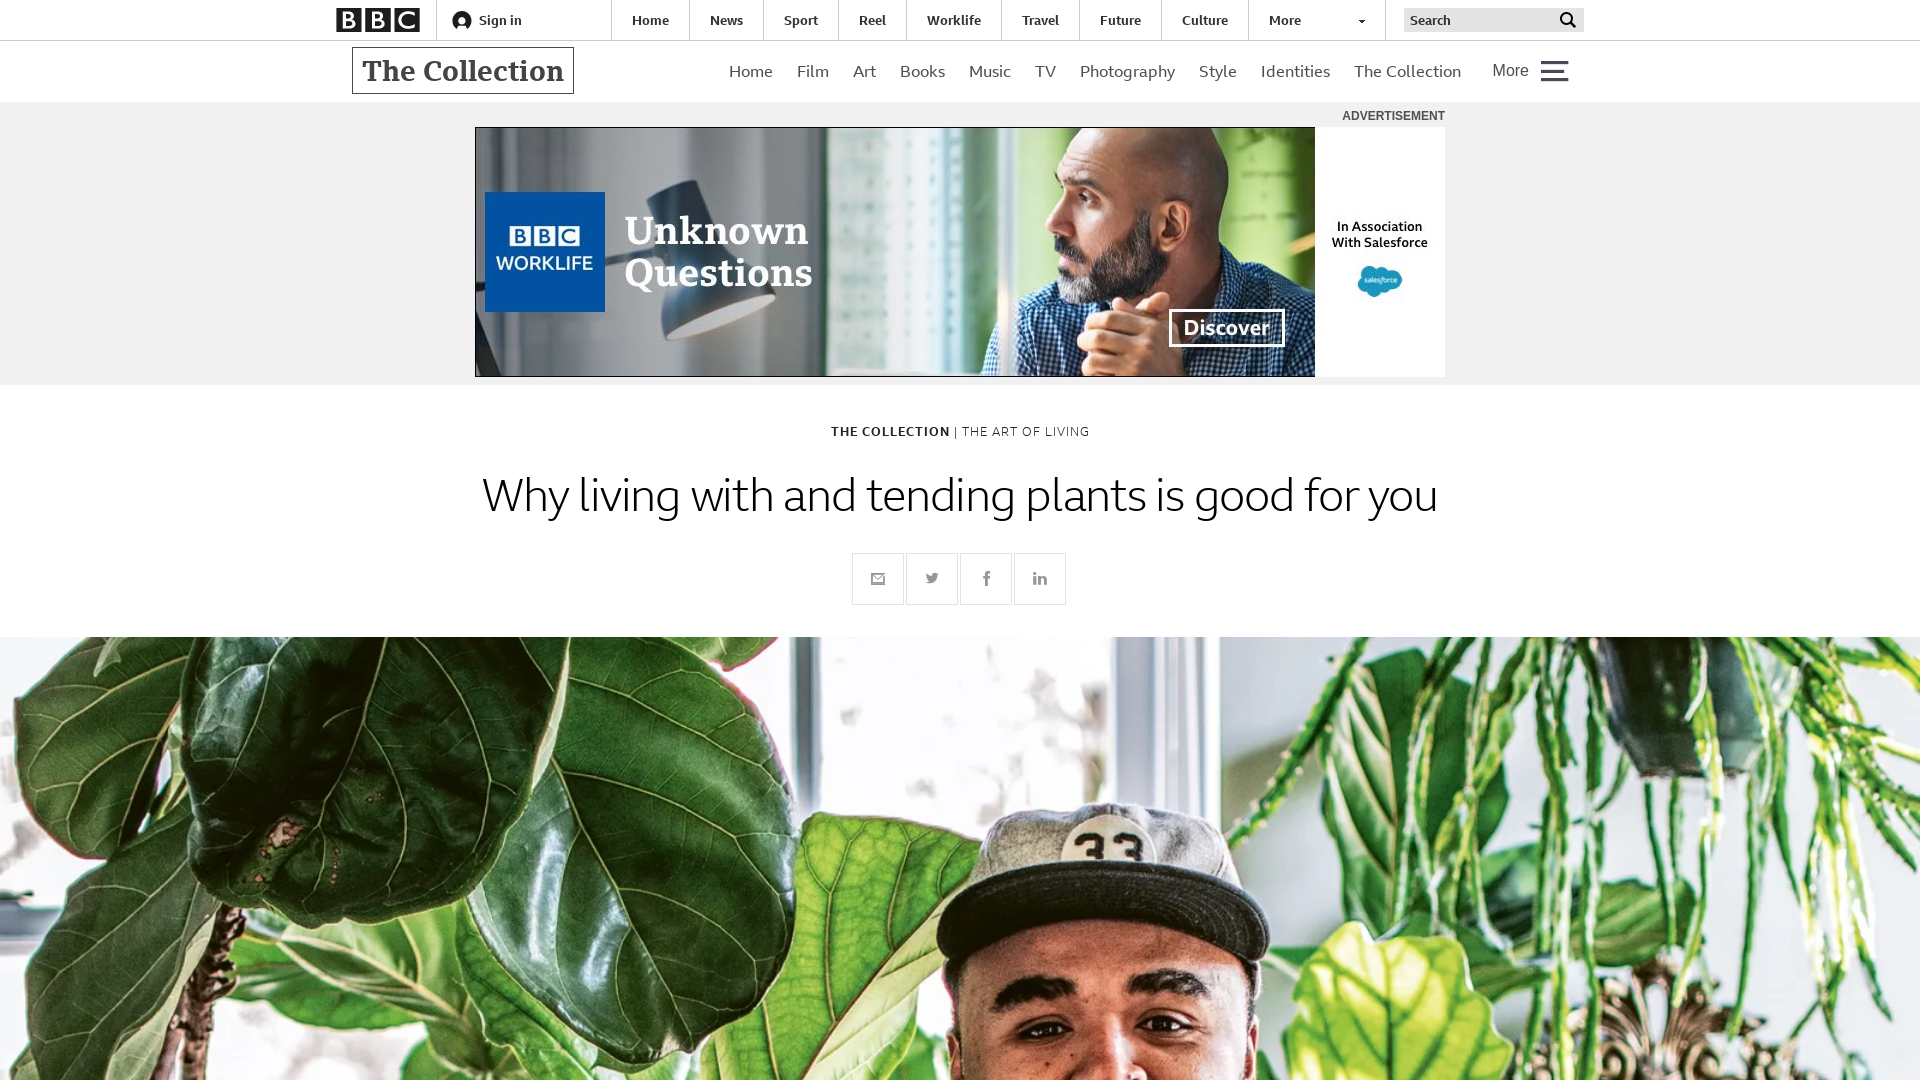 BBC Sign in Home News Sport Reel Worklife Travel Future Culture More Search
The Collection Home Film Art Books Music TV Photography Style Identities The Collection More
ADVERTISEMENT
BBC
WORKLIFE
Unknown
Questions
Discover
In Association
With Salesforce
salesforce
THE COLLECTION | THE ART OF LIVING
Why living with and tending plants is good for you
33